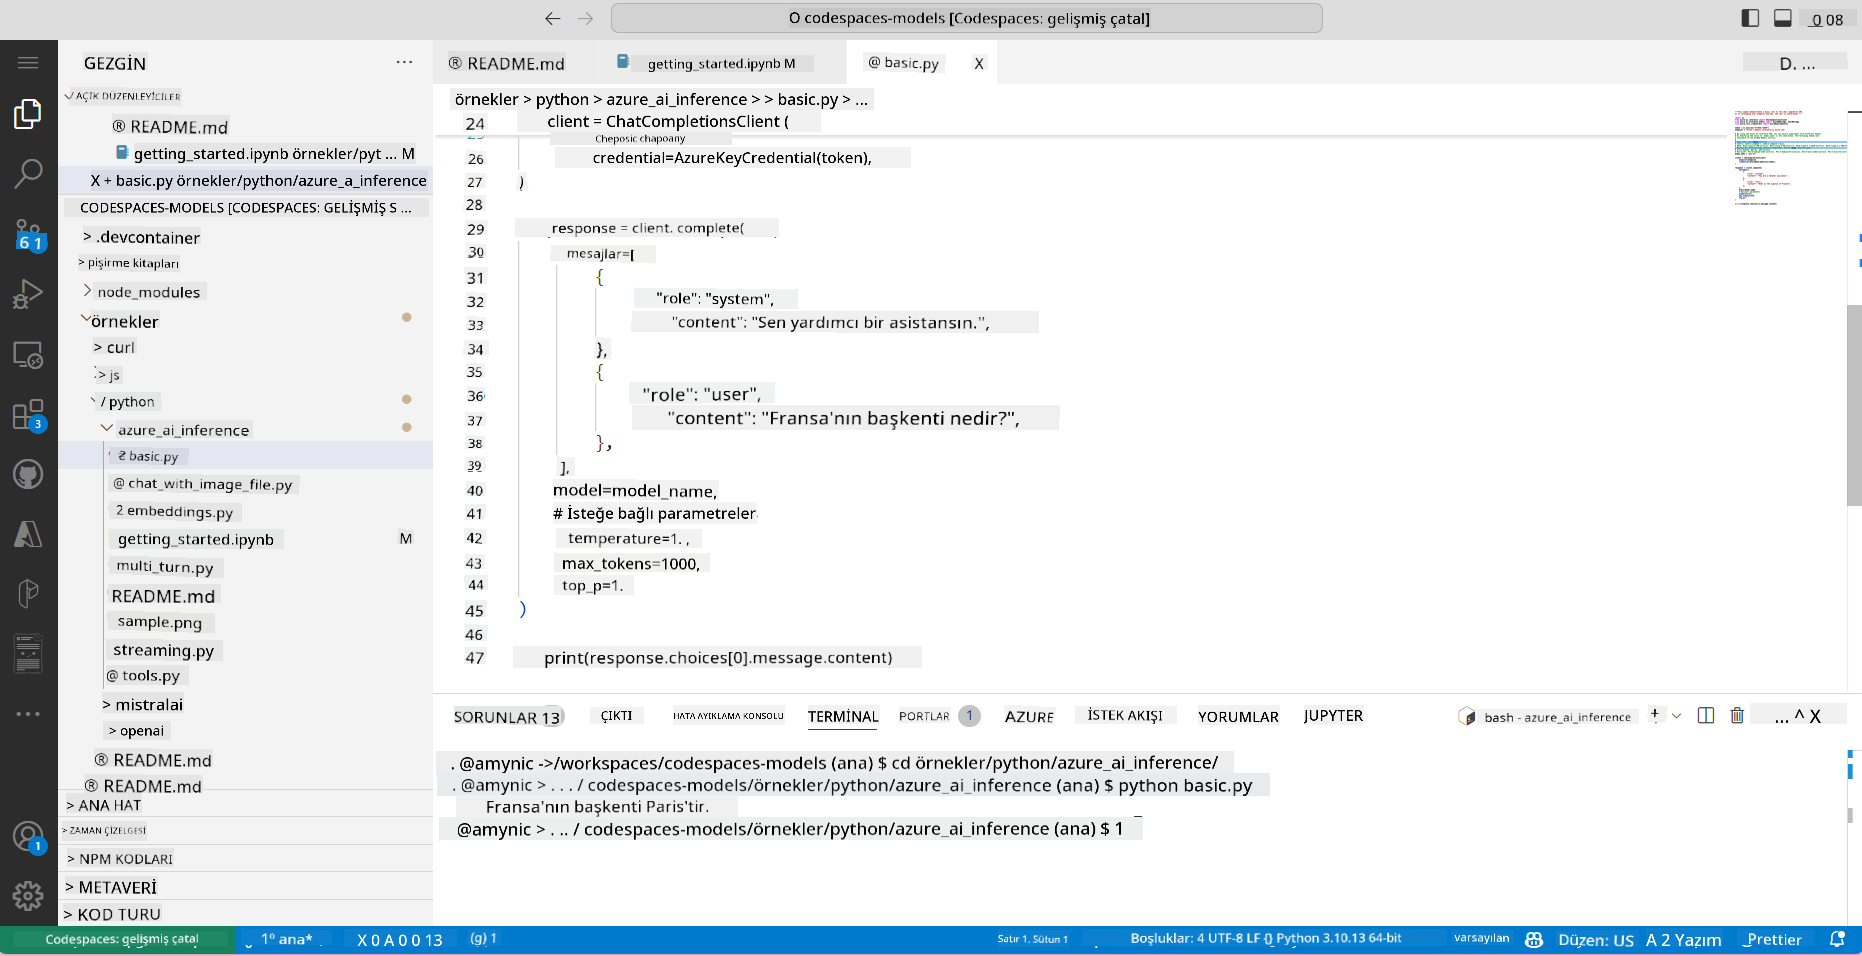 O codespaces-models [Codespaces: gelişmiş çatal]
0 08
GEZGİN
...
AÇIK DÜZENLEYİCİLER
® README.md
getting_started.ipynb örnekler/pyt ... M
X + basic.py örnekler/python/azure_a_inference
CODESPACES-MODELS [CODESPACES: GELİŞMİŞ S ...
> .devcontainer
> pişirme kitapları
node_modules
örnekler
> curl
> js
/ python
azure_ai_inference
basic.py
@ chat_with_image_file.py
2 embeddings.py
getting_started.ipynb M
multi_turn.py
README.md
sample.png
streaming.py
@ tools.py
> mistralai
> openai
® README.md
® README.md
> ANA HAT
> ZAMAN ÇİZELGESİ
> NPM KODLARI
> METAVERİ
> KOD TURU
61
3
1
® README.md
getting_started.ipynb M
@ basic.py X
D. ...
örnekler > python > azure_ai_inference > > basic.py > ...
24 client = ChatCompletionsClient (
Cheposic chapoany
26 credential=AzureKeyCredential(token),
27 )
28
29 response = client. complete(
30 mesajlar=[
31 {
32 "role": "system",
33 "content": "Sen yardımcı bir asistansın.",
34 },
35 {
36 "role": "user",
37 "content": "Fransa'nın başkenti nedir?",
38 },
39 ],
40 model=model_name,
41 # İsteğe bağlı parametreler
42 temperature=1. ,
43 max_tokens=1000,
44 top_p=1.
45 )
46
47 print(response.choices[0].message.content)
SORUNLAR 13 ÇIKTI HATA AYIKLAMA KONSOLU TERMİNAL PORTLAR 1 AZURE İSTEK AKIŞI YORUMLAR JUPYTER
bash - azure_ai_inference + ... ^ X
. @amynic ->/workspaces/codespaces-models (ana) $ cd örnekler/python/azure_ai_inference/
. @amynic > . . . / codespaces-models/örnekler/python/azure_ai_inference (ana) $ python basic.py
Fransa'nın başkenti Paris'tir.
@amynic > . .. / codespaces-models/örnekler/python/azure_ai_inference (ana) $ 1
Codespaces: gelişmiş çatal
1º ana* X 0 A 0 0 13 (g) 1
Satır 1. Sütun 1
Boşluklar: 4 UTF-8 LF {} Python 3.10.13 64-bit
varsayılan
Düzen: US A 2 Yazım
Prettier